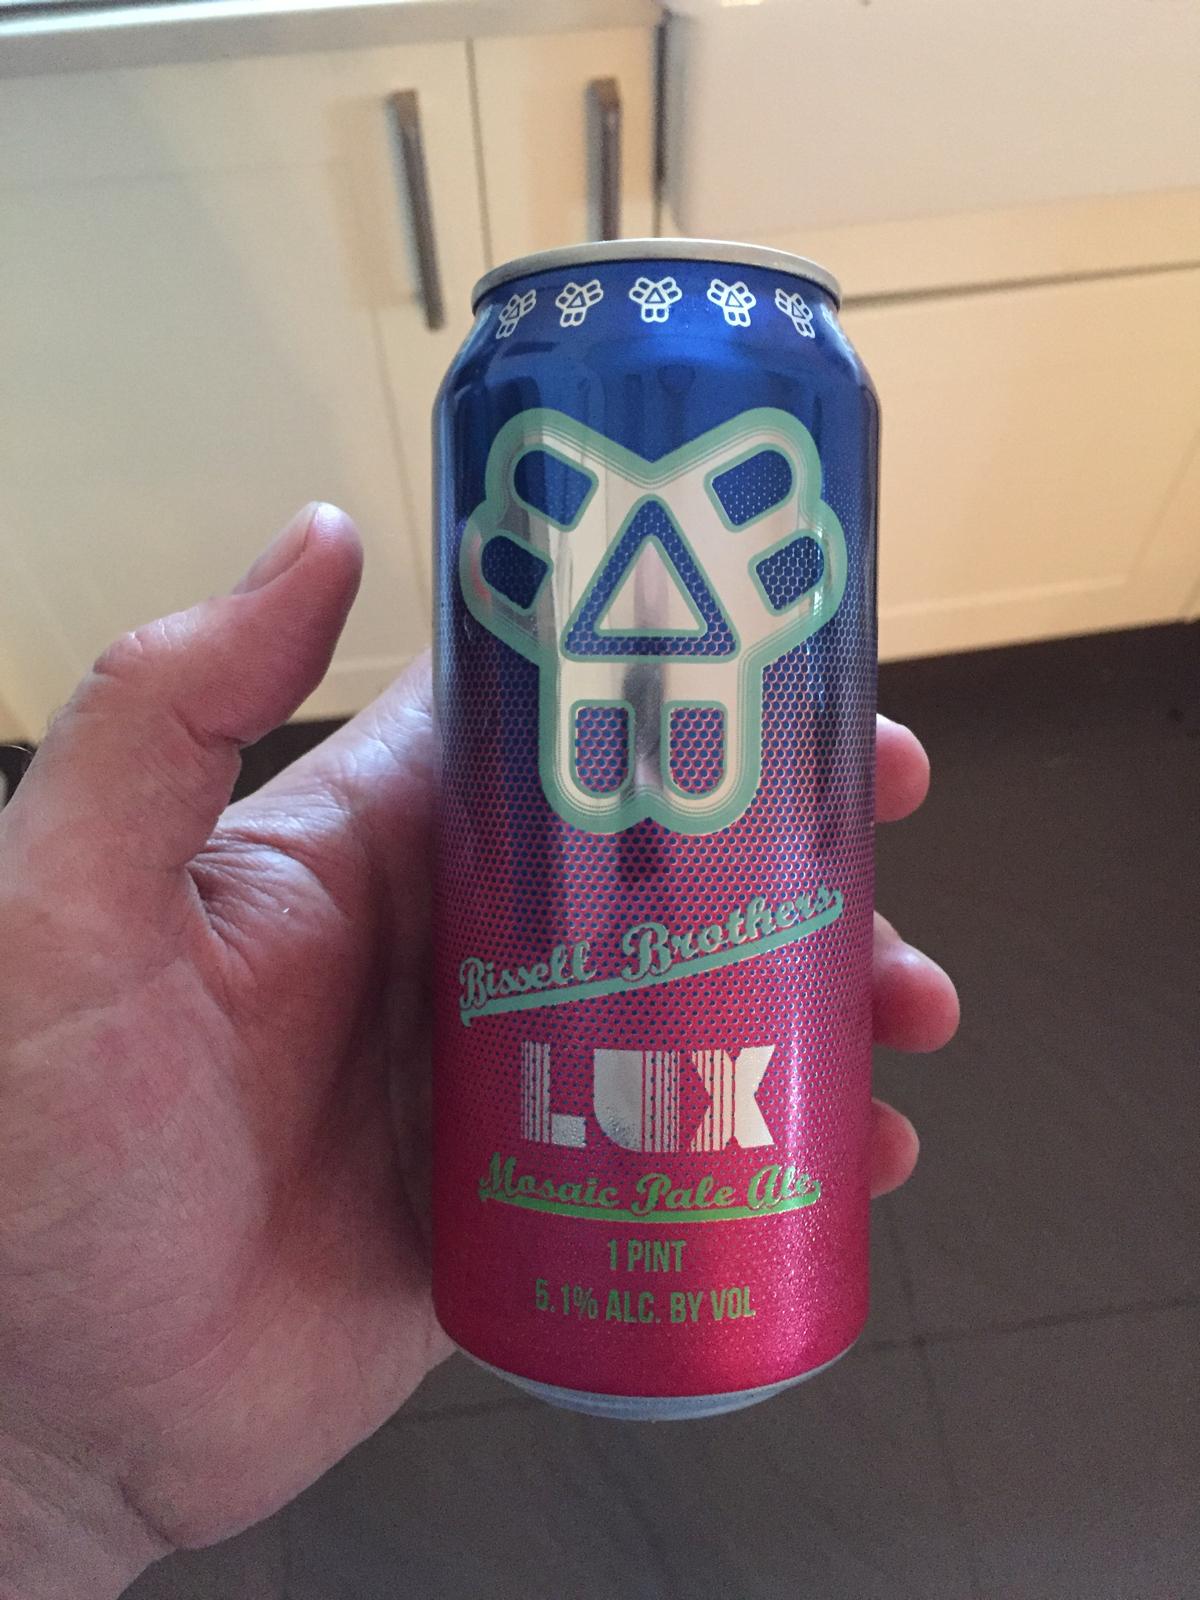 Bissell Brothers
LUX
Mosaic Pale Ale
1 PINT
5.1% ALC. BY VOL